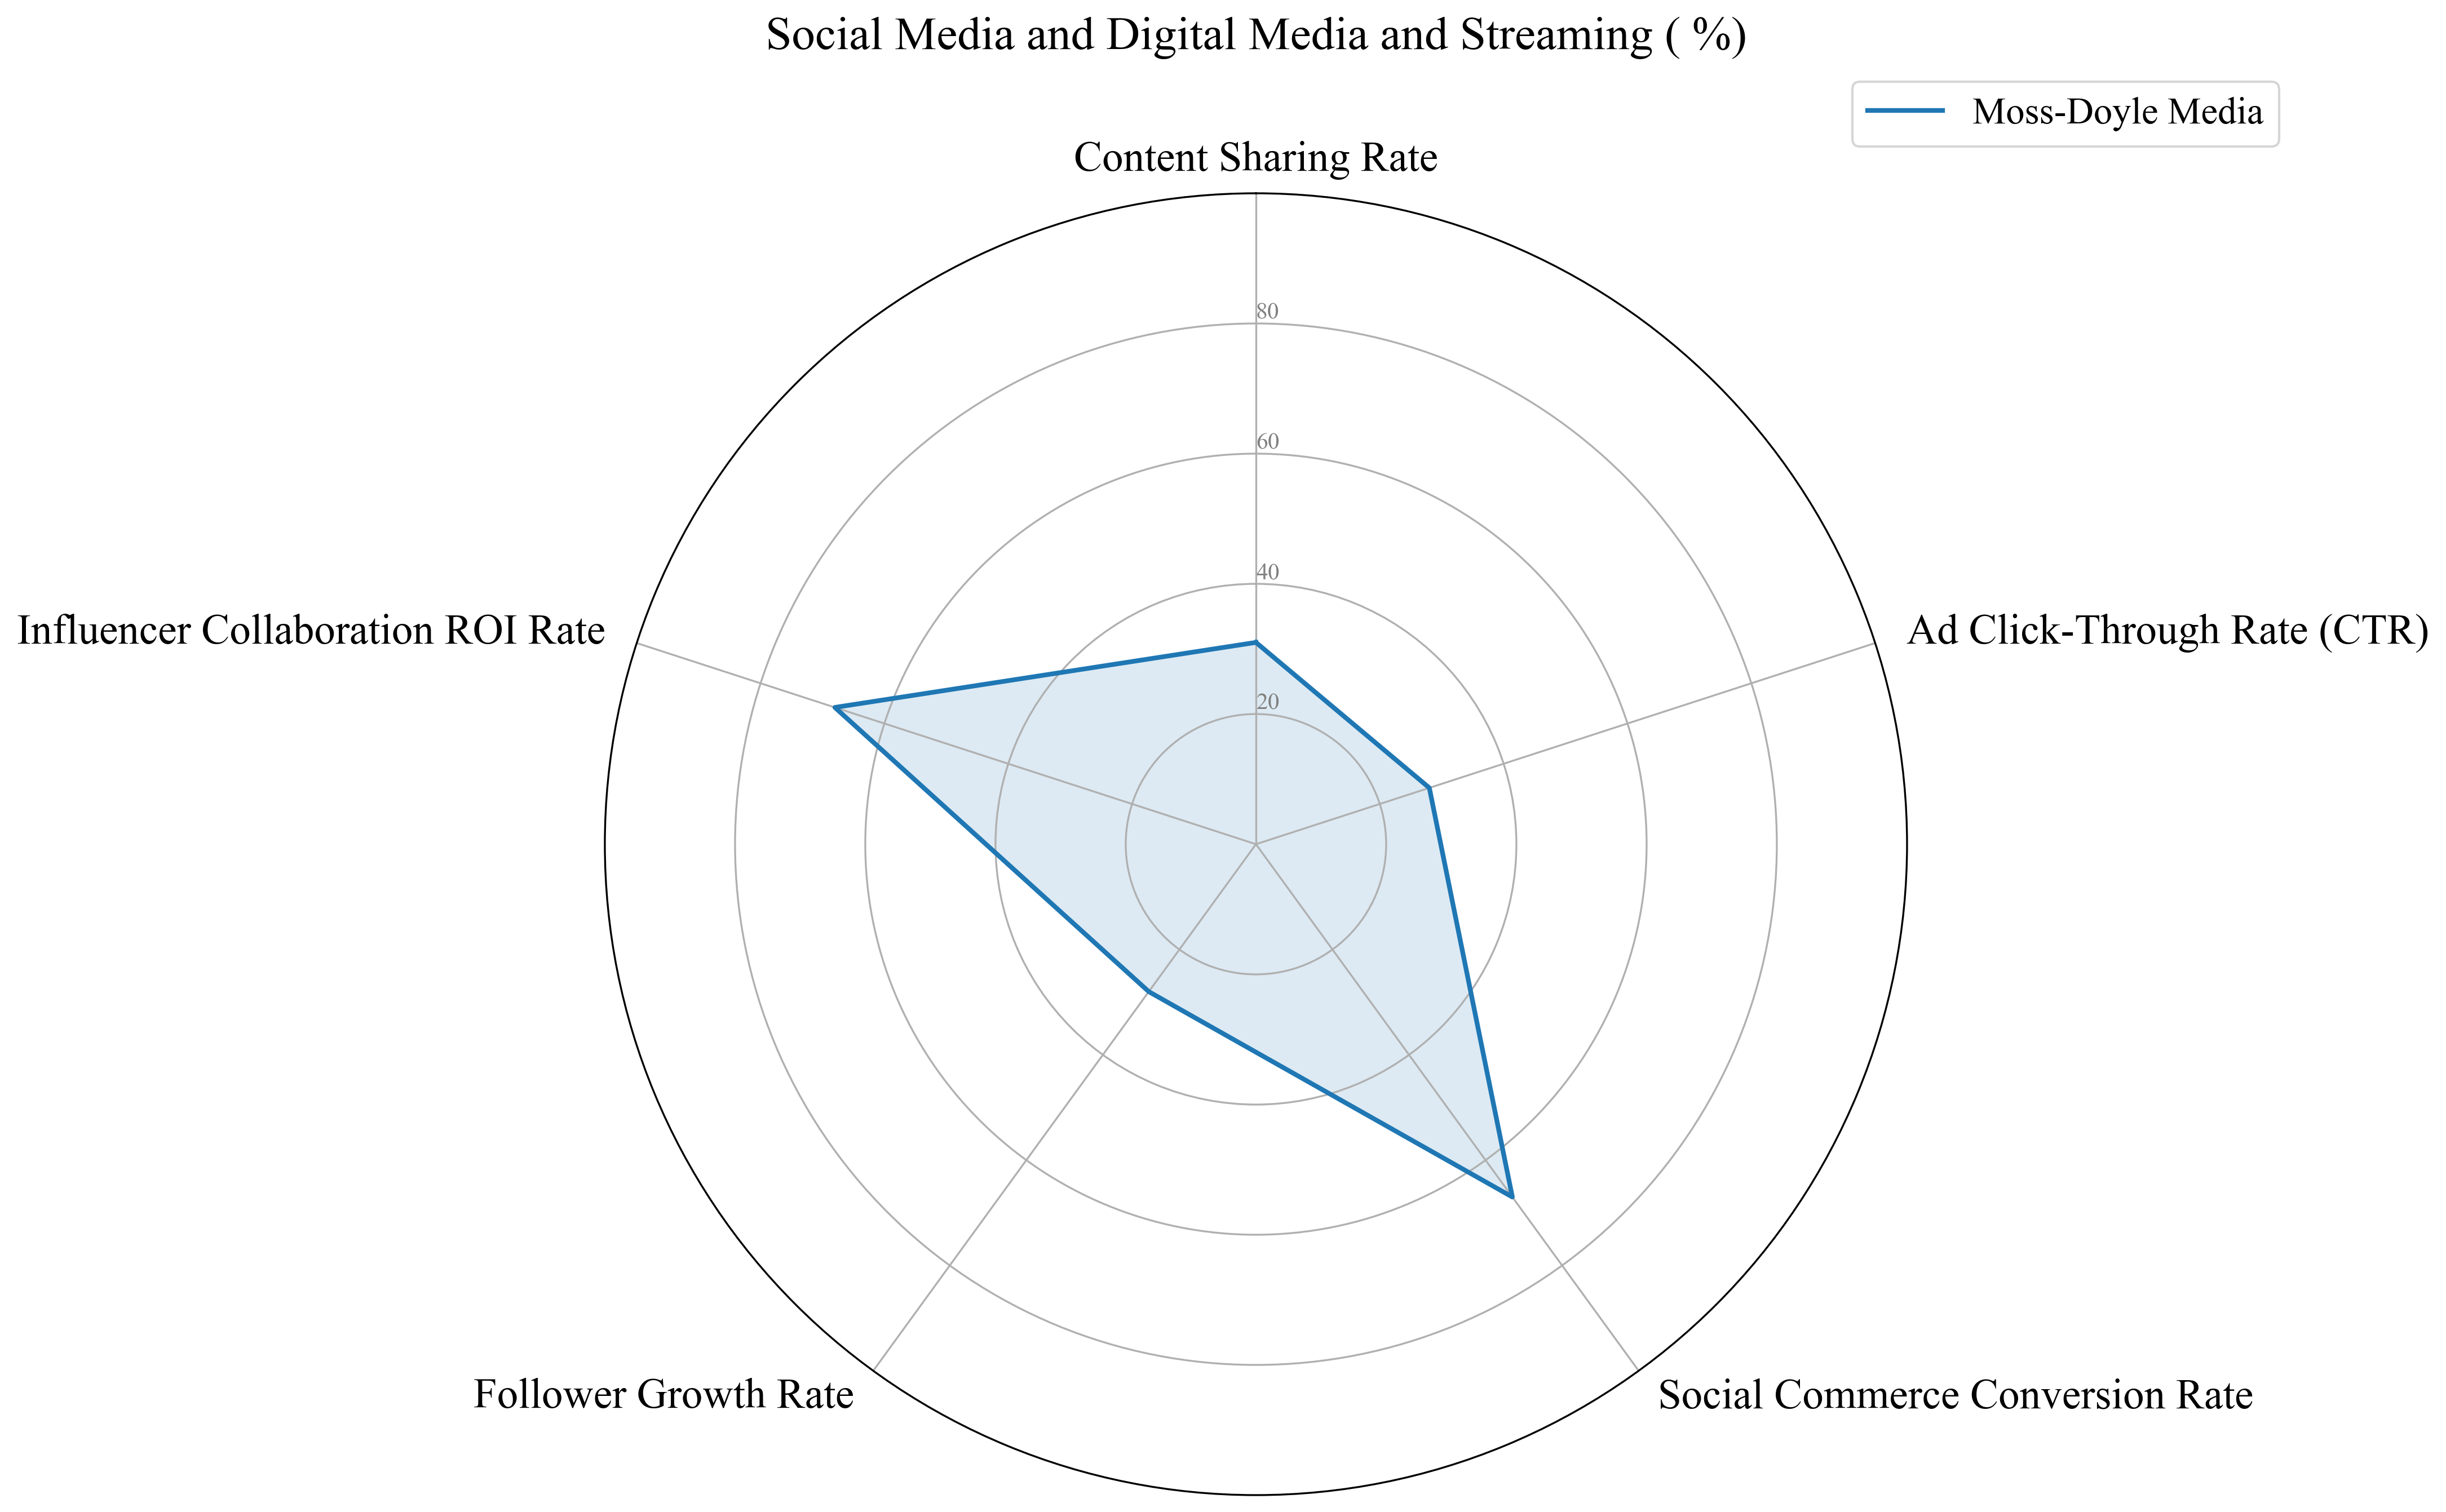 Social Media and Digital Media and Streaming ( %)
Moss-Doyle Media
Content Sharing Rate
80
60
40
20
Influencer Collaboration ROI Rate
Ad Click-Through Rate (CTR)
Follower Growth Rate
Social Commerce Conversion Rate